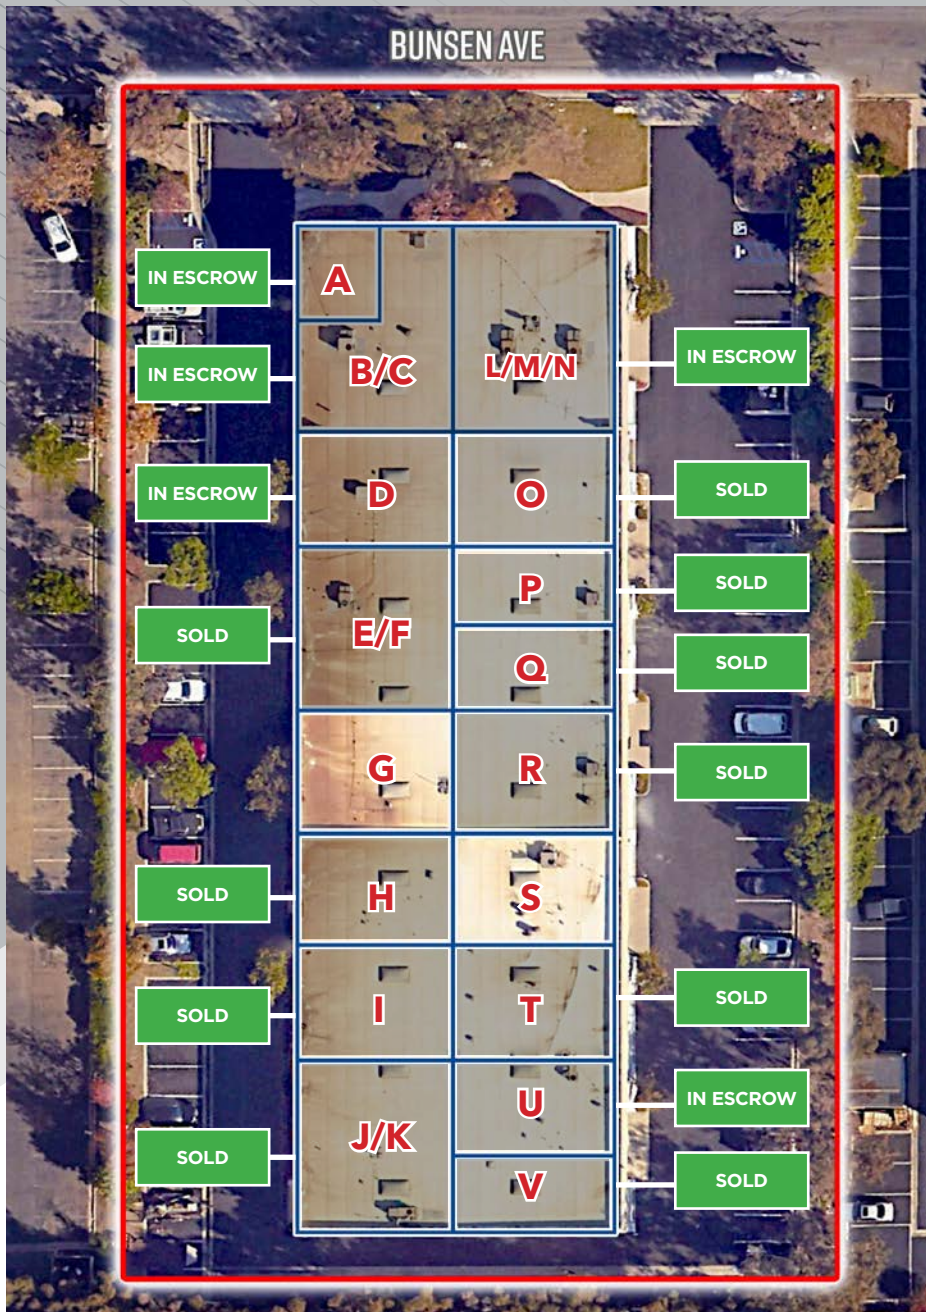 BUNSEN AVE
IN ESCROW
A
IN ESCROW
B/C
L/M/N
IN ESCROW
IN ESCROW
D
O
SOLD
P
SOLD
SOLD
E/F
Q
SOLD
G
R
SOLD
SOLD
H
S
SOLD
I
T
SOLD
U
IN ESCROW
SOLD
J/K
V
SOLD